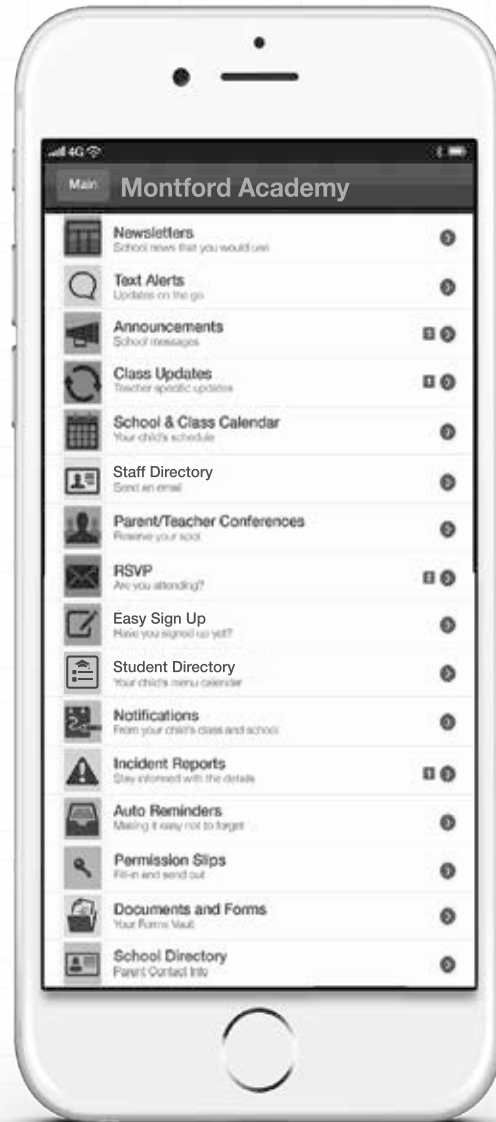 4G
Main
Montford Academy
Newsletters
School news that you would use
Text Alerts
Updates on the go
Announcements
School messages
Class Updates
Teacher specific updates
School & Class Calendar
Your child's schedule
Staff Directory
Send an email
Parent/Teacher Conferences
Reserve your spot
RSVP
Are you attending?
Easy Sign Up
Have you signed up yet?
Student Directory
Your child's menu calender
Notifications
From your child's class and school
Incident Reports
Stay informed with the details
Auto Reminders
Making it easy not to forget
Permission Slips
Fill-in and send out
Documents and Forms
Your Forms Vault
School Directory
Parent Contact Info